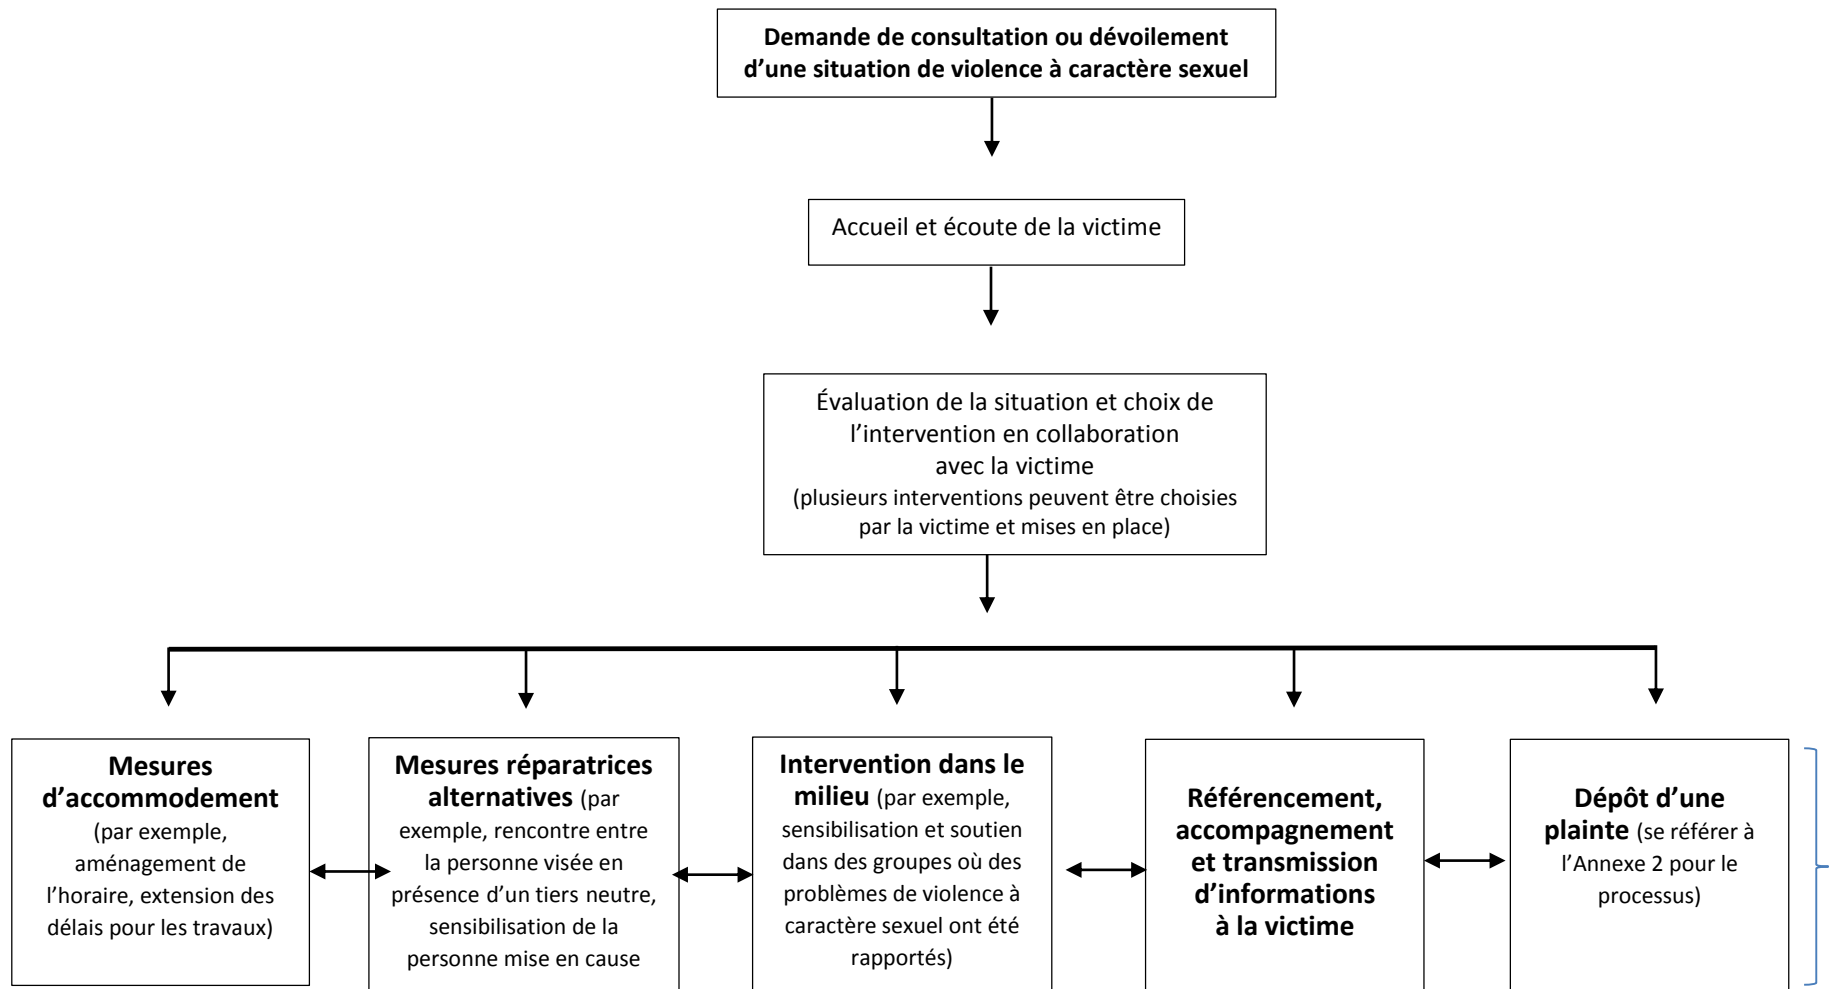 Demande de consultation ou dévoilement
d’une situation de violence à caractère sexuel
Accueil et écoute de la victime
Évaluation de la situation et choix de
l’intervention en collaboration
avec la victime
(plusieurs interventions peuvent être choisies
par la victime et mises en place)
Mesures
d’accommodement
(par exemple,
aménagement de
l’horaire, extension des
délais pour les travaux)
Mesures réparatrices
alternatives (par
exemple, rencontre entre
la personne visée en
présence d’un tiers neutre,
sensibilisation de la
personne mise en cause
Intervention dans le
milieu (par exemple,
sensibilisation et soutien
dans des groupes où des
problèmes de violence à
caractère sexuel ont été
rapportés)
Référencement,
accompagnement
et transmission
d’informations
à la victime
Dépôt d’une
plainte (se référer à
l’Annexe 2 pour le
processus)